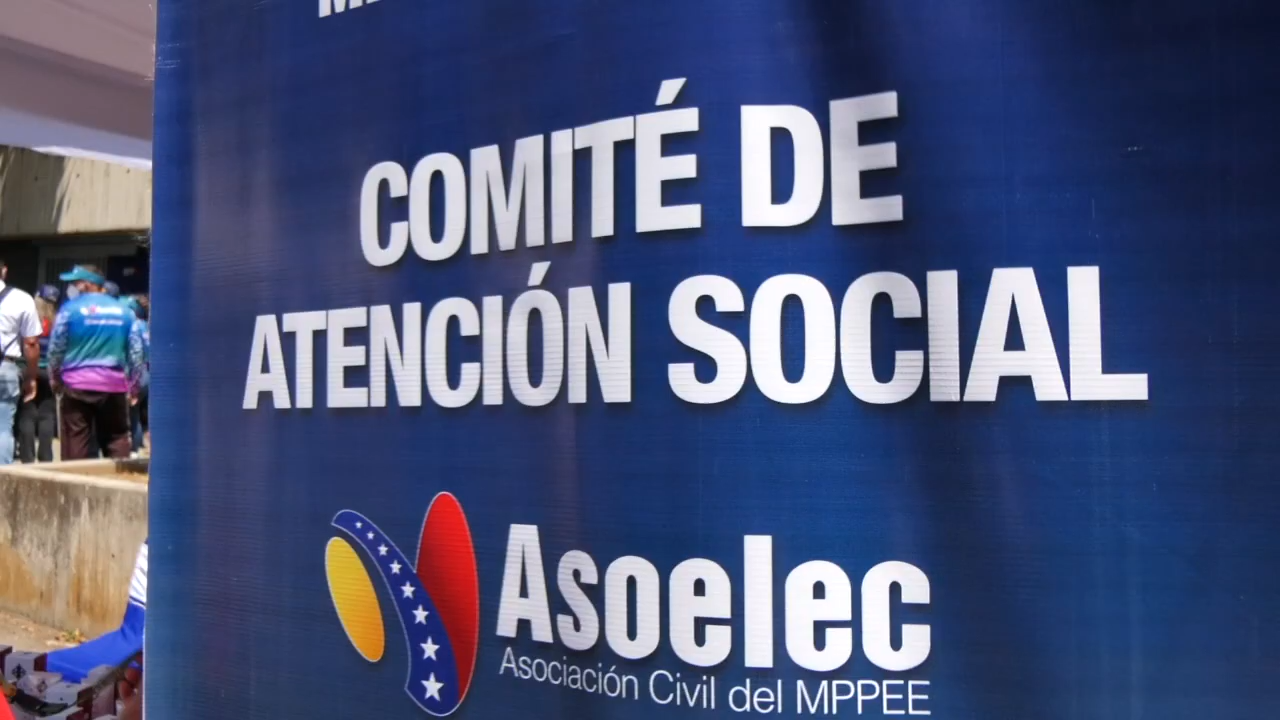 COMITÉ DE
ATENCIÓN SOCIAL
Asoelec
Asociación Civil del MPPEE